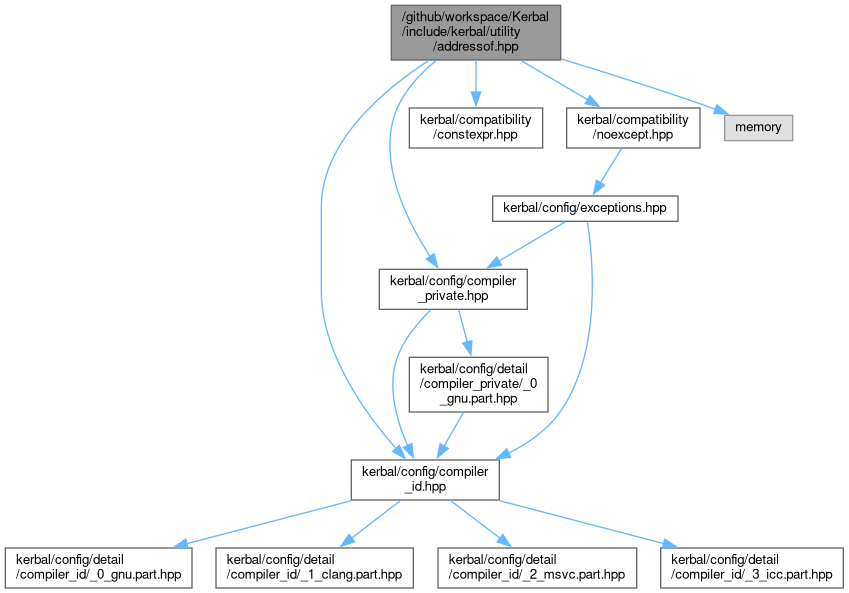 /github/workspace/Kerbal
/include/kerbal/utility
/addressof.hpp
kerbal/compatibility
/constexpr.hpp
kerbal/compatibility
/noexcept.hpp
memory
kerbal/config/exceptions.hpp
kerbal/config/compiler
_private.hpp
kerbal/config/detail
/compiler_private/_0
_gnu.part.hpp
kerbal/config/compiler
_id.hpp
kerbal/config/detail
/compiler_id/_0_gnu.part.hpp
kerbal/config/detail
/compiler_id/_1_clang.part.hpp
kerbal/config/detail
/compiler_id/_2_msvc.part.hpp
kerbal/config/detail
/compiler_id/_3_icc.part.hpp